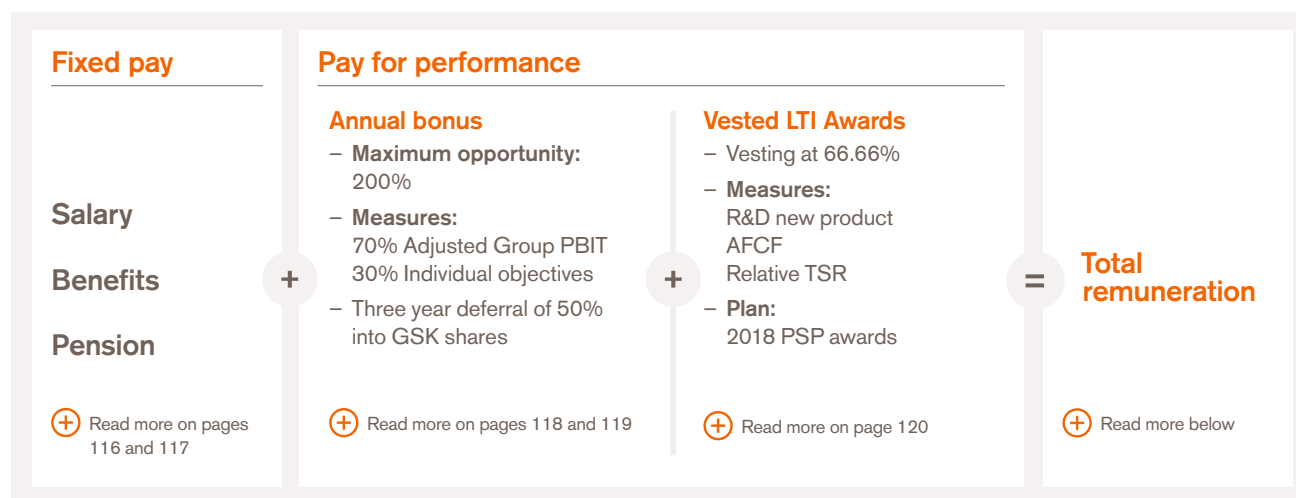 Fixed pay
Salary
Benefits
Pension
Read more on pages
116 and 117
+
Pay for performance
Annual bonus
– Maximum opportunity:
200%
– Measures:
70% Adjusted Group PBIT
30% Individual objectives
– Three year deferral of 50%
into GSK shares
Read more on pages 118 and 119
+
Vested LTI Awards
– Vesting at 66.66%
– Measures:
R&D new product
AFCF
Relative TSR
– Plan:
2018 PSP awards
Read more on page 120
=
Total
remuneration
Read more below